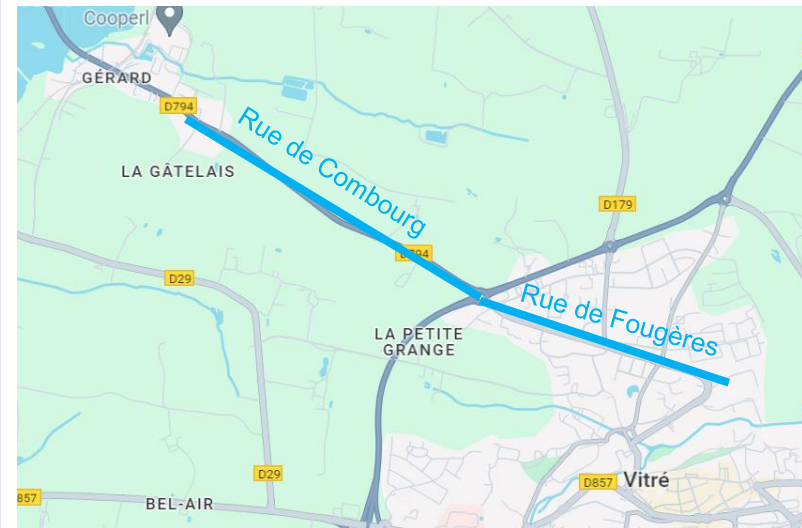 Cooperl
GÉRARD
D794
Rue de Combourg
LA GÂTELAIS
D179
D794
D29
Rue de Fougères
LA PETITE
GRANGE
D29
D857
Vitré
857
BEL-AIR